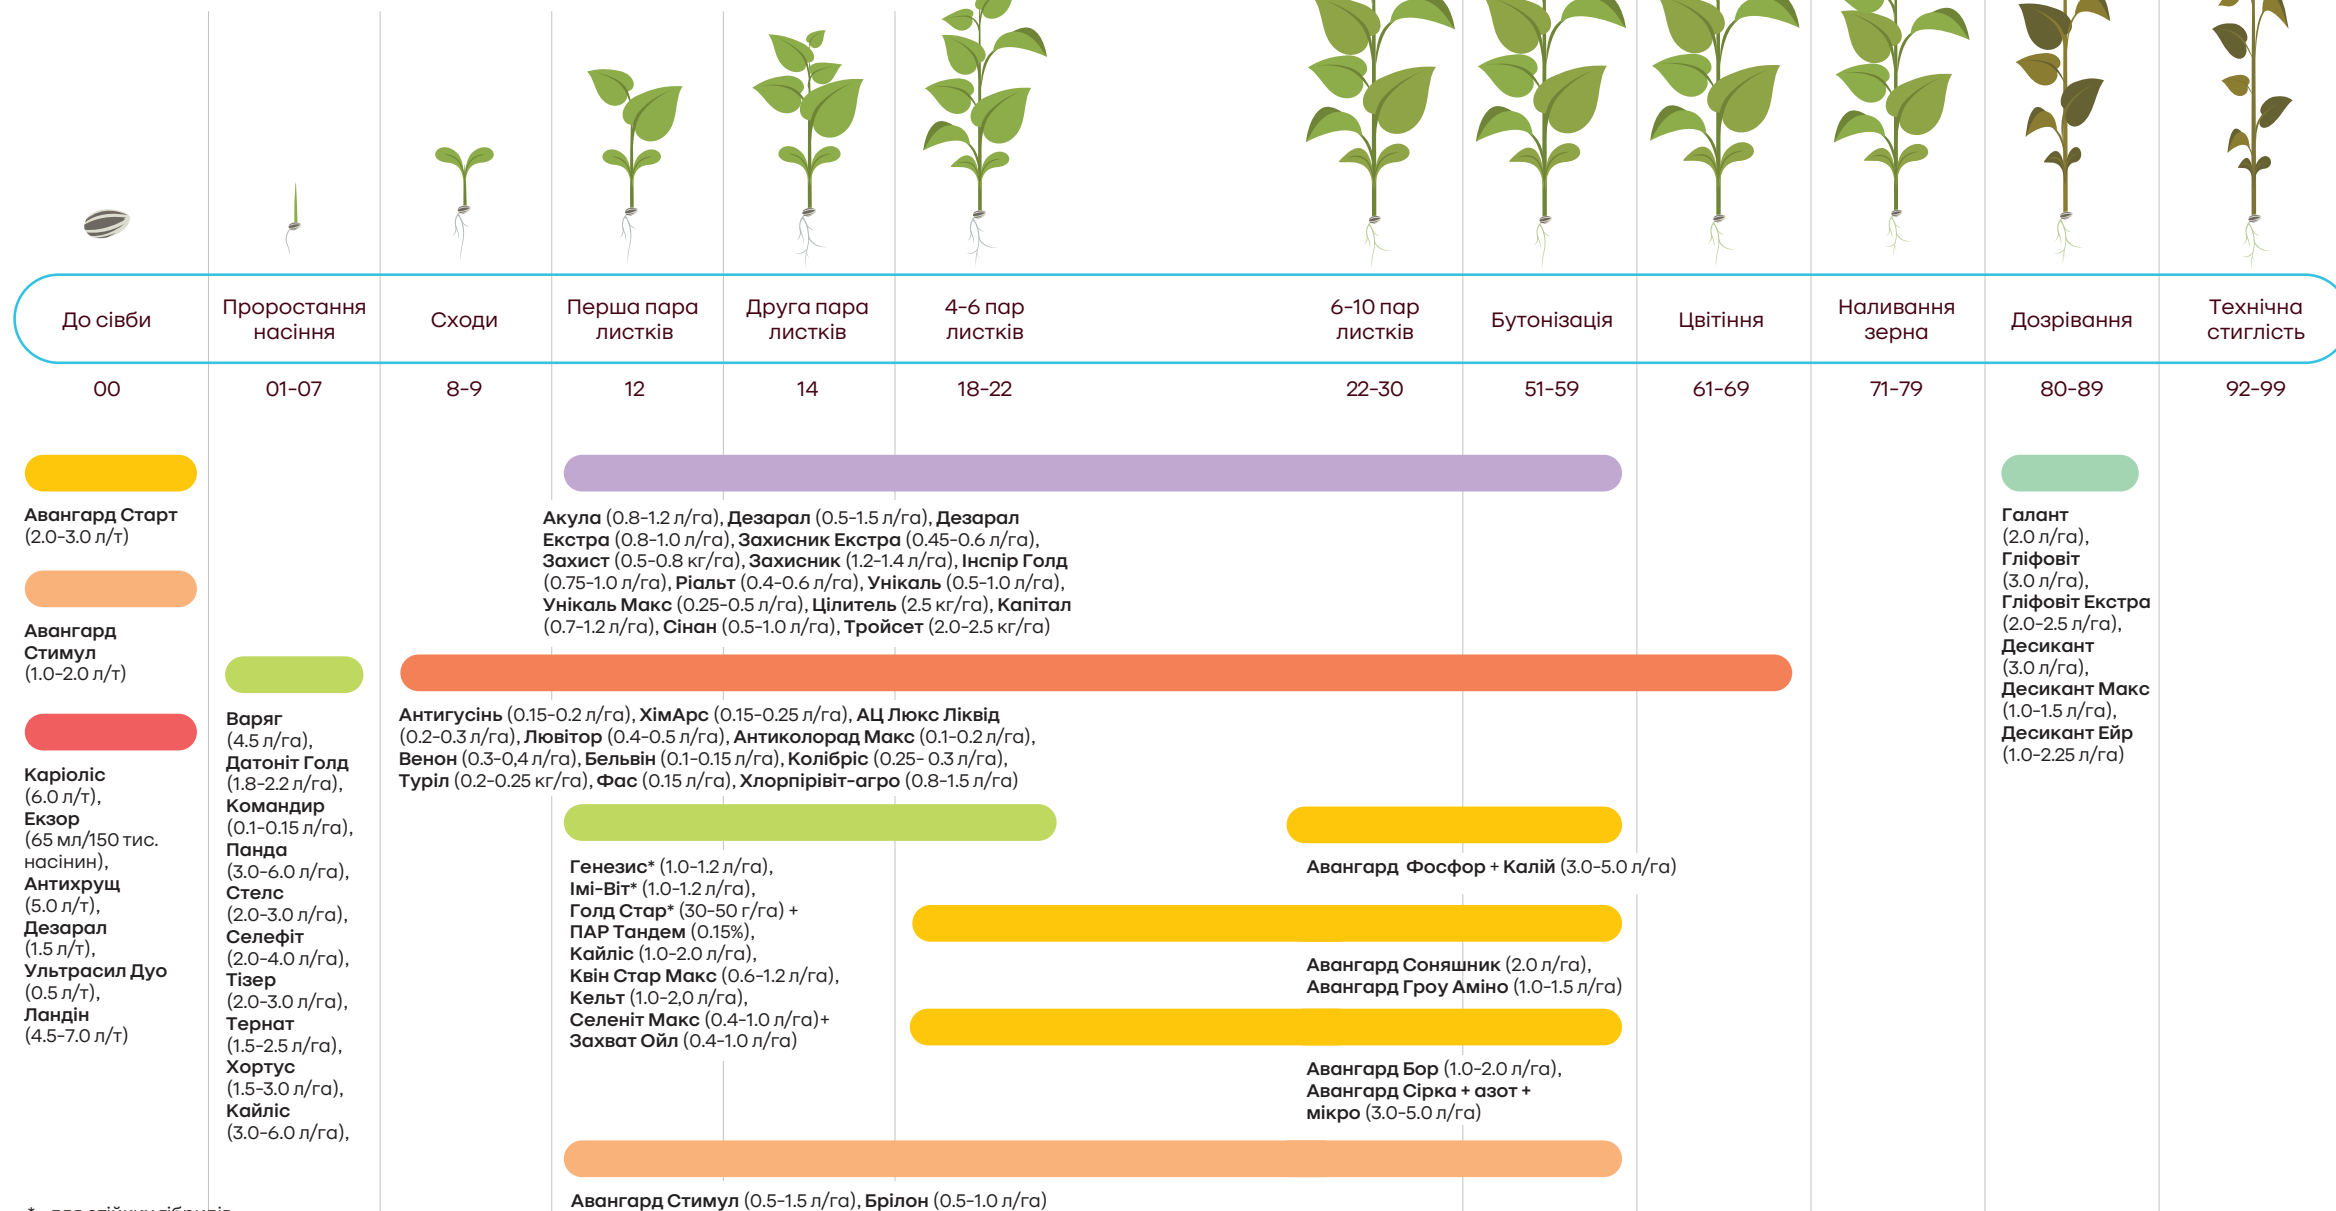 До сівби
Проростання
насіння
Сходи
Перша пара
листків
Друга пара
листків
4-6 пар
листків
6-10 пар
листків
Бутонізація
Цвітіння
Наливання
зерна
Дозрівання
Технічна
стиглість
00
01-07
8-9
12
14
18-22
22-30
51-59
61-69
71-79
80-89
92-99
Авангард Старт
(2.0-3.0 л/т)
Авангард
Стимул
(1.0-2.0 л/т)
Каріоліс
(6.0 л/т),
Екзор
(65 мл/150 тис.
насінин),
Антихрущ
(5.0 л/т),
Дезарал
(1.5 л/т),
Ультрасил Дуо
(0.5 л/т),
Ландін
(4.5-7.0 л/т)
Варяг
(4.5 л/га),
Датоніт Голд
(1.8-2.2 л/га),
Командир
(0.1-0.15 л/га),
Панда
(3.0-6.0 л/га),
Стелс
(2.0-3.0 л/га),
Селефіт
(2.0-4.0 л/га),
Тізер
(2.0-3.0 л/га),
Тернат
(1.5-2.5 л/га),
Хортус
(1.5-3.0 л/га),
Кайліс
(3.0-6.0 л/га),
Акула (0.8-1.2 л/га), Дезарал (0.5-1.5 л/га), Дезарал
Екстра (0.8-1.0 л/га), Захисник Екстра (0.45-0.6 л/га),
Захист (0.5-0.8 кг/га), Захисник (1.2-1.4 л/га), Інспір Голд
(0.75-1.0 л/га), Ріальт (0.4-0.6 л/га), Унікаль (0.5-1.0 л/га),
Унікаль Макс (0.25-0.5 л/га), Цілитель (2.5 кг/га), Капітал
(0.7-1.2 л/га), Сінан (0.5-1.0 л/га), Тройсет (2.0-2.5 кг/га)
Антигусінь (0.15-0.2 л/га), ХімАрс (0.15-0.25 л/га), АЦ Люкс Ліквід
(0.2-0.3 л/га), Лювітор (0.4-0.5 л/га), Антиколорад Макс (0.1-0.2 л/га),
Венон (0.3-0,4 л/га), Бельвін (0.1-0.15 л/га), Колібріс (0.25- 0.3 л/га),
Туріл (0.2-0.25 кг/га), Фас (0.15 л/га), Хлорпірівіт-агро (0.8-1.5 л/га)
Генезис* (1.0-1.2 л/га),
Імі-Віт* (1.0-1.2 л/га),
Голд Стар* (30-50 г/га) +
ПАР Тандем (0.15%),
Кайліс (1.0-2.0 л/га),
Квін Стар Макс (0.6-1.2 л/га),
Кельт (1.0-2,0 л/га),
Селеніт Макс (0.4-1.0 л/га)+
Захват Ойл (0.4-1.0 л/га)
Авангард Фосфор + Калій (3.0-5.0 л/га)
Авангард Соняшник (2.0 л/га),
Авангард Гроу Аміно (1.0-1.5 л/га)
Авангард Бор (1.0-2.0 л/га),
Авангард Сірка + азот +
мікро (3.0-5.0 л/га)
Авангард Стимул (0.5-1.5 л/га), Брілон (0.5-1.0 л/га)
Галант
(2.0 л/га),
Гліфовіт
(3.0 л/га),
Гліфовіт Екстра
(2.0-2.5 л/га),
Десикант
(3.0 л/га),
Десикант Макс
(1.0-1.5 л/га),
Десикант Ейр
(1.0-2.25 л/га)